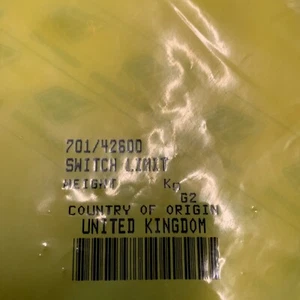 701/42600
SWITCH LIMIT
WEIGHT KG
G2
COUNTRY OF ORIGIN
UNITED KINGDOM